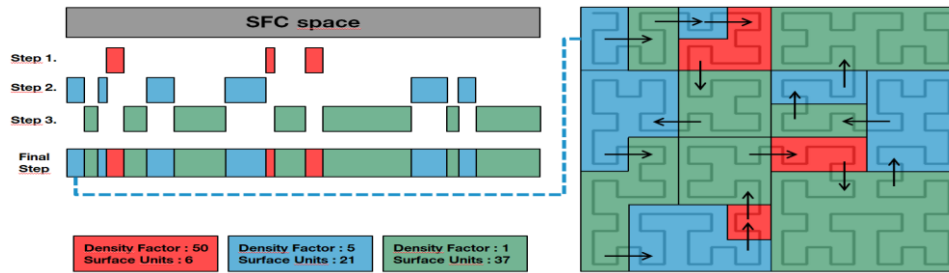 SFC space
Step 1.
Step 2.
Step 3.
Final
Step
Density Factor : 50
Surface Units : 6
Density Factor : 5
Surface Units : 21
Density Factor : 1
Surface Units : 37